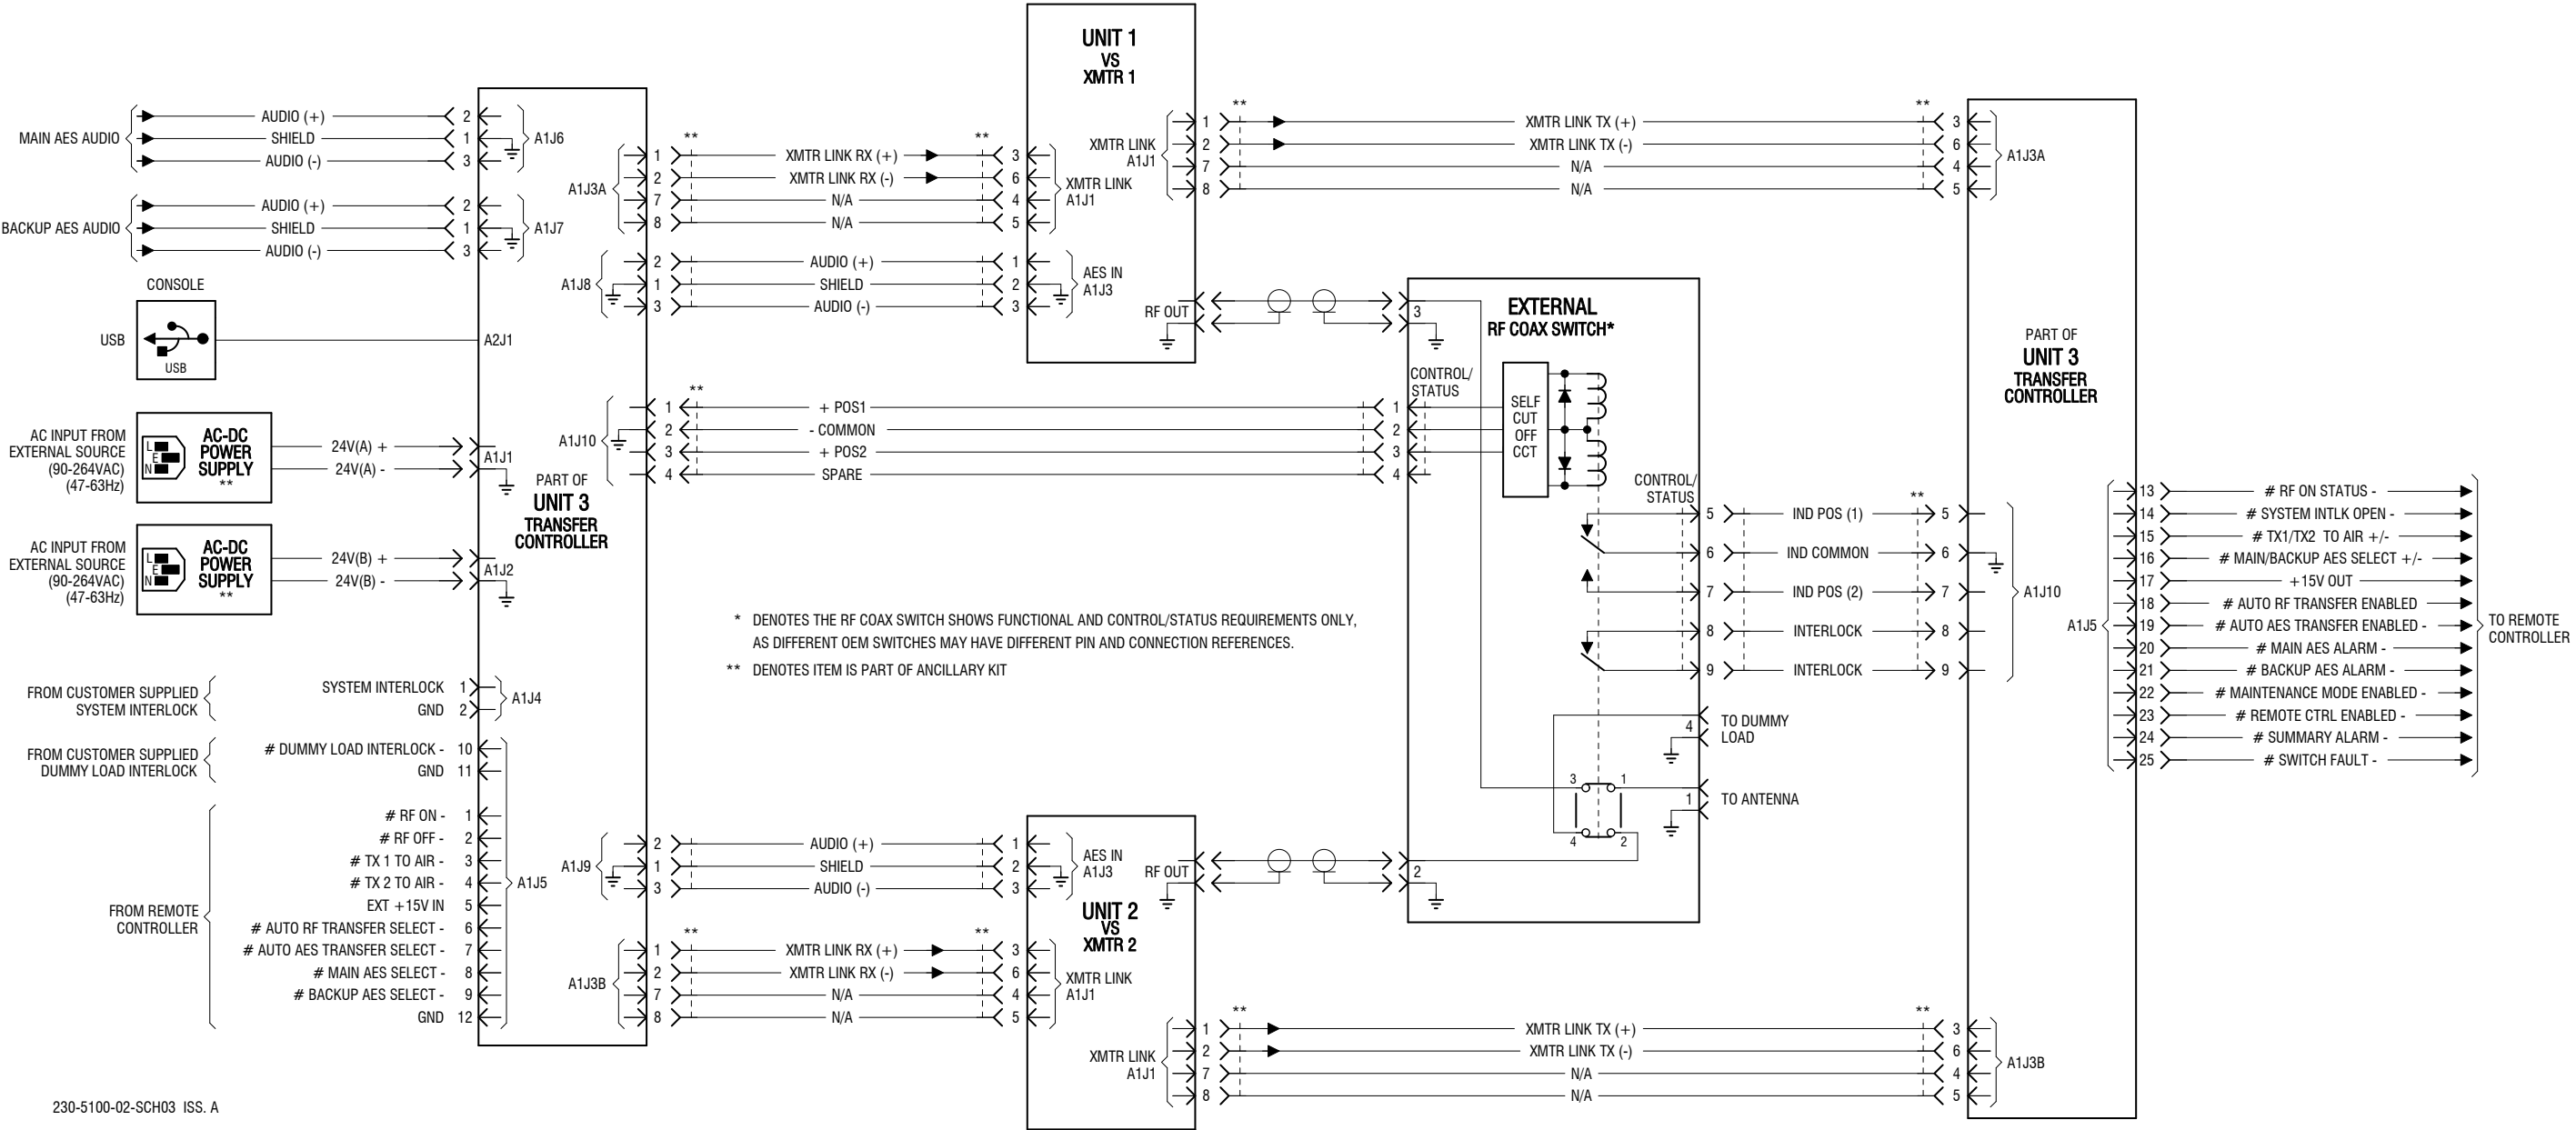 MAIN AES AUDIO
AUDIO (+) 2
SHIELD 1
AUDIO (-) 3
A1J6
BACKUP AES AUDIO
AUDIO (+) 2
SHIELD 1
AUDIO (-) 3
A1J7
CONSOLE
USB
USB
A2J1
AC INPUT FROM
EXTERNAL SOURCE
(90-264VAC)
(47-63Hz)
L
E
N
AC-DC
POWER
SUPPLY
**
24V(A) +
24V(A) -
A1J1
AC INPUT FROM
EXTERNAL SOURCE
(90-264VAC)
(47-63Hz)
L
E
N
AC-DC
POWER
SUPPLY
**
24V(B) +
24V(B) -
A1J2
PART OF
UNIT 3
TRANSFER
CONTROLLER
FROM CUSTOMER SUPPLIED
SYSTEM INTERLOCK
SYSTEM INTERLOCK 1
GND 2
A1J4
FROM CUSTOMER SUPPLIED
DUMMY LOAD INTERLOCK
# DUMMY LOAD INTERLOCK - 10
GND 11
FROM REMOTE
CONTROLLER
# RF ON - 1
# RF OFF - 2
# TX 1 TO AIR - 3
# TX 2 TO AIR - 4
EXT +15V IN 5
# AUTO RF TRANSFER SELECT - 6
# AUTO AES TRANSFER SELECT - 7
# MAIN AES SELECT - 8
# BACKUP AES SELECT - 9
GND 12
A1J5
230-5100-02-SCH03 ISS. A
A1J3A
** **
1 XMTR LINK RX (+) 3
2 XMTR LINK RX (-) 6
7 N/A 4
8 N/A 5
XMTR LINK
A1J1
A1J8
2 AUDIO (+) 1
1 SHIELD 2
3 AUDIO (-) 3
AES IN
A1J3
UNIT 1
VS
XMTR 1
XMTR LINK
A1J1
** **
1 XMTR LINK TX (+) 3
2 XMTR LINK TX (-) 6
7 N/A 4
8 N/A 5
A1J3A
RF OUT
3
A1J10
**
1 + POS1 1
2 - COMMON 2
3 + POS2 3
4 SPARE 4
CONTROL/
STATUS
EXTERNAL
RF COAX SWITCH*
SELF
CUT
OFF
CCT
CONTROL/
STATUS
**
5 IND POS (1) 5
6 IND COMMON 6
7 IND POS (2) 7
8 INTERLOCK 8
9 INTERLOCK 9
A1J10
4
TO DUMMY
LOAD
1
TO ANTENNA
3 1
4 2
* DENOTES THE RF COAX SWITCH SHOWS FUNCTIONAL AND CONTROL/STATUS REQUIREMENTS ONLY,
AS DIFFERENT OEM SWITCHES MAY HAVE DIFFERENT PIN AND CONNECTION REFERENCES.
** DENOTES ITEM IS PART OF ANCILLARY KIT
A1J9
2 AUDIO (+) 1
1 SHIELD 2
3 AUDIO (-) 3
AES IN
A1J3
RF OUT
2
UNIT 2
VS
XMTR 2
A1J3B
** **
1 XMTR LINK RX (+) 3
2 XMTR LINK RX (-) 6
7 N/A 4
8 N/A 5
XMTR LINK
A1J1
XMTR LINK
A1J1
** **
1 XMTR LINK TX (+) 3
2 XMTR LINK TX (-) 6
7 N/A 4
8 N/A 5
A1J3B
PART OF
UNIT 3
TRANSFER
CONTROLLER
A1J5
13 # RF ON STATUS -
14 # SYSTEM INTLK OPEN -
15 # TX1/TX2 TO AIR +/-
16 # MAIN/BACKUP AES SELECT +/-
17 +15V OUT
18 # AUTO RF TRANSFER ENABLED
19 # AUTO AES TRANSFER ENABLED -
20 # MAIN AES ALARM -
21 # BACKUP AES ALARM -
22 # MAINTENANCE MODE ENABLED -
23 # REMOTE CTRL ENABLED -
24 # SUMMARY ALARM -
25 # SWITCH FAULT -
TO REMOTE
CONTROLLER